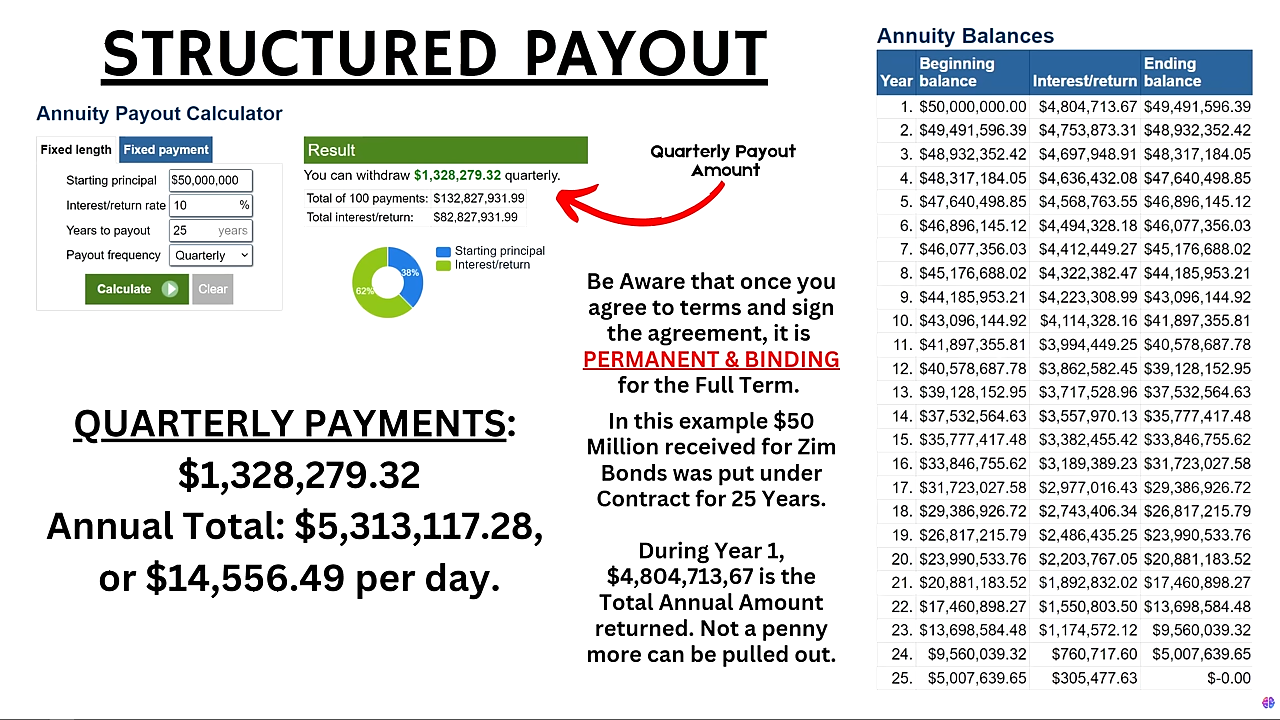 STRUCTURED PAYOUT
Annuity Payout Calculator
Fixed length
Fixed payment
Starting principal $50,000,000
Interest/return rate 10 %
Years to payout 25 years
Payout frequency Quarterly
Calculate
Clear
Result
You can withdraw $1,328,279.32 quarterly.
Total of 100 payments: $132,827,931.99
Total interest/return: $82,827,931.99
38%
62%
Starting principal
Interest/return
Quarterly Payout
Amount
QUARTERLY PAYMENTS:
$1,328,279.32
Annual Total: $5,313,117.28,
or $14,556.49 per day.
Be Aware that once you
agree to terms and sign
the agreement, it is
PERMANENT & BINDING
for the Full Term.
In this example $50
Million received for Zim
Bonds was put under
Contract for 25 Years.
During Year 1,
$4,804,713,67 is the
Total Annual Amount
returned. Not a penny
more can be pulled out.
Annuity Balances
Year Beginning balance Interest/return Ending balance
1. $50,000,000.00 $4,804,713.67 $49,491,596.39
2. $49,491,596.39 $4,753,873.31 $48,932,352.42
3. $48,932,352.42 $4,697,948.91 $48,317,184.05
4. $48,317,184.05 $4,636,432.08 $47,640,498.85
5. $47,640,498.85 $4,568,763.55 $46,896,145.12
6. $46,896,145.12 $4,494,328.18 $46,077,356.03
7. $46,077,356.03 $4,412,449.27 $45,176,688.02
8. $45,176,688.02 $4,322,382.47 $44,185,953.21
9. $44,185,953.21 $4,223,308.99 $43,096,144.92
10. $43,096,144.92 $4,114,328.16 $41,897,355.81
11. $41,897,355.81 $3,994,449.25 $40,578,687.78
12. $40,578,687.78 $3,862,582.45 $39,128,152.95
13. $39,128,152.95 $3,717,528.96 $37,532,564.63
14. $37,532,564.63 $3,557,970.13 $35,777,417.48
15. $35,777,417.48 $3,382,455.42 $33,846,755.62
16. $33,846,755.62 $3,189,389.23 $31,723,027.58
17. $31,723,027.58 $2,977,016.43 $29,386,926.72
18. $29,386,926.72 $2,743,406.34 $26,817,215.79
19. $26,817,215.79 $2,486,435.25 $23,990,533.76
20. $23,990,533.76 $2,203,767.05 $20,881,183.52
21. $20,881,183.52 $1,892,832.02 $17,460,898.27
22. $17,460,898.27 $1,550,803.50 $13,698,584.48
23. $13,698,584.48 $1,174,572.12 $9,560,039.32
24. $9,560,039.32 $760,717.60 $5,007,639.65
25. $5,007,639.65 $305,477.63 $-0.00